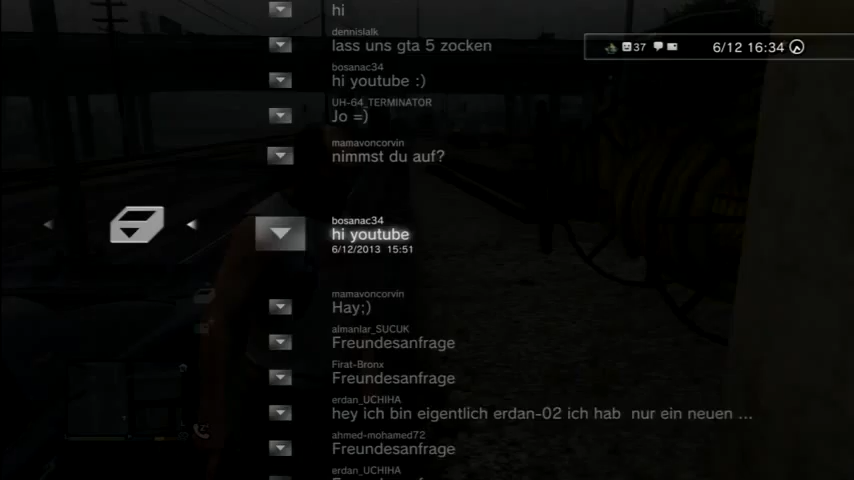 hi
dennislalk
lass uns gta 5 zocken
37
6/12 16:34
bosanac34
hi youtube :)
UH-64_TERMINATOR
Jo =)
mamavoncorvin
nimmst du auf?
bosanac34
hi youtube
6/12/2013 15:51
mamavoncorvin
Hay;)
almanlar_SUCUK
Freundesanfrage
Firat-Bronx
Freundesanfrage
erdan_UCHIHA
hey ich bin eigentlich erdan-02 ich hab nur ein neuen ...
ahmed-mohamed72
Freundesanfrage
erdan_UCHIHA